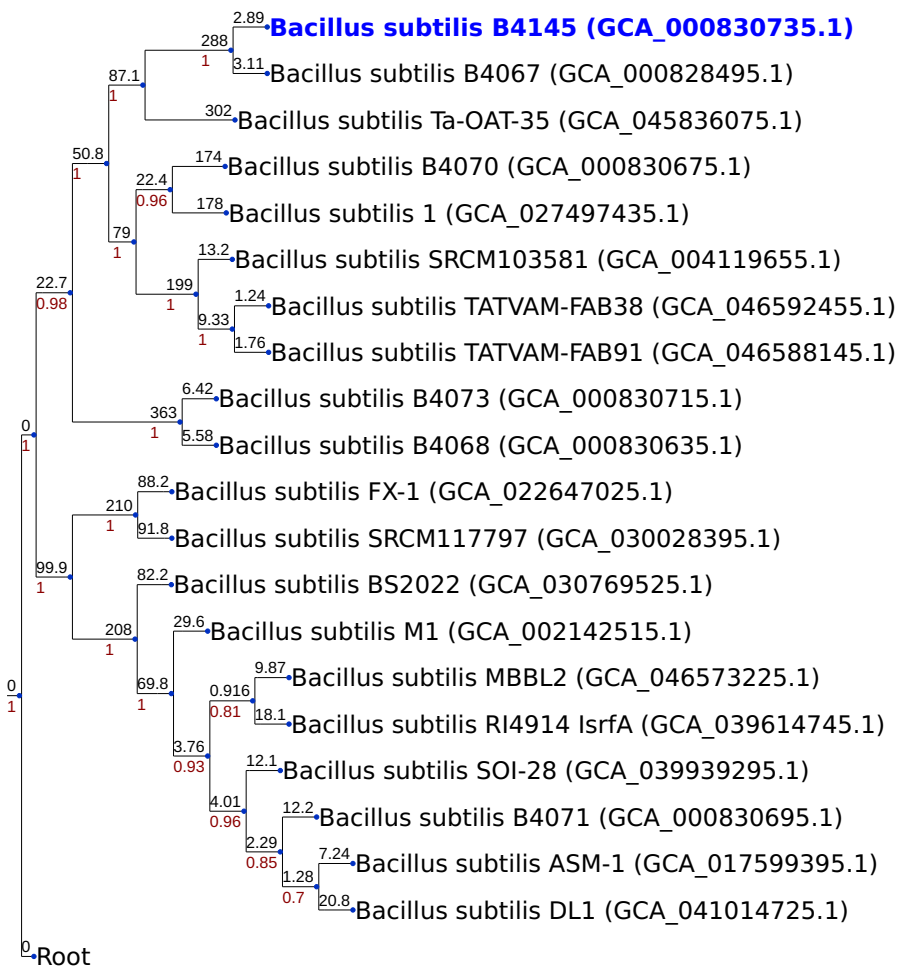 2.89
Bacillus subtilis B4145 (GCA_000830735.1)
288
1
3.11
Bacillus subtilis B4067 (GCA_000828495.1)
87.1
1
302
Bacillus subtilis Ta-OAT-35 (GCA_045836075.1)
50.8
1
174
Bacillus subtilis B4070 (GCA_000830675.1)
22.4
0.96
178
Bacillus subtilis 1 (GCA_027497435.1)
79
1
13.2
Bacillus subtilis SRCM103581 (GCA_004119655.1)
199
1
1.24
Bacillus subtilis TATVAM-FAB38 (GCA_046592455.1)
9.33
1
1.76
Bacillus subtilis TATVAM-FAB91 (GCA_046588145.1)
22.7
0.98
6.42
Bacillus subtilis B4073 (GCA_000830715.1)
363
1
5.58
Bacillus subtilis B4068 (GCA_000830635.1)
0
1
88.2
Bacillus subtilis FX-1 (GCA_022647025.1)
210
1
91.8
Bacillus subtilis SRCM117797 (GCA_030028395.1)
99.9
1
82.2
Bacillus subtilis BS2022 (GCA_030769525.1)
208
1
29.6
Bacillus subtilis M1 (GCA_002142515.1)
69.8
1
9.87
Bacillus subtilis MBBL2 (GCA_046573225.1)
0.916
0.81
18.1
Bacillus subtilis RI4914 lsrfA (GCA_039614745.1)
0
1
3.76
0.93
12.1
Bacillus subtilis SOI-28 (GCA_039939295.1)
4.01
0.96
12.2
Bacillus subtilis B4071 (GCA_000830695.1)
2.29
0.85
7.24
Bacillus subtilis ASM-1 (GCA_017599395.1)
1.28
0.7
20.8
Bacillus subtilis DL1 (GCA_041014725.1)
0
Root